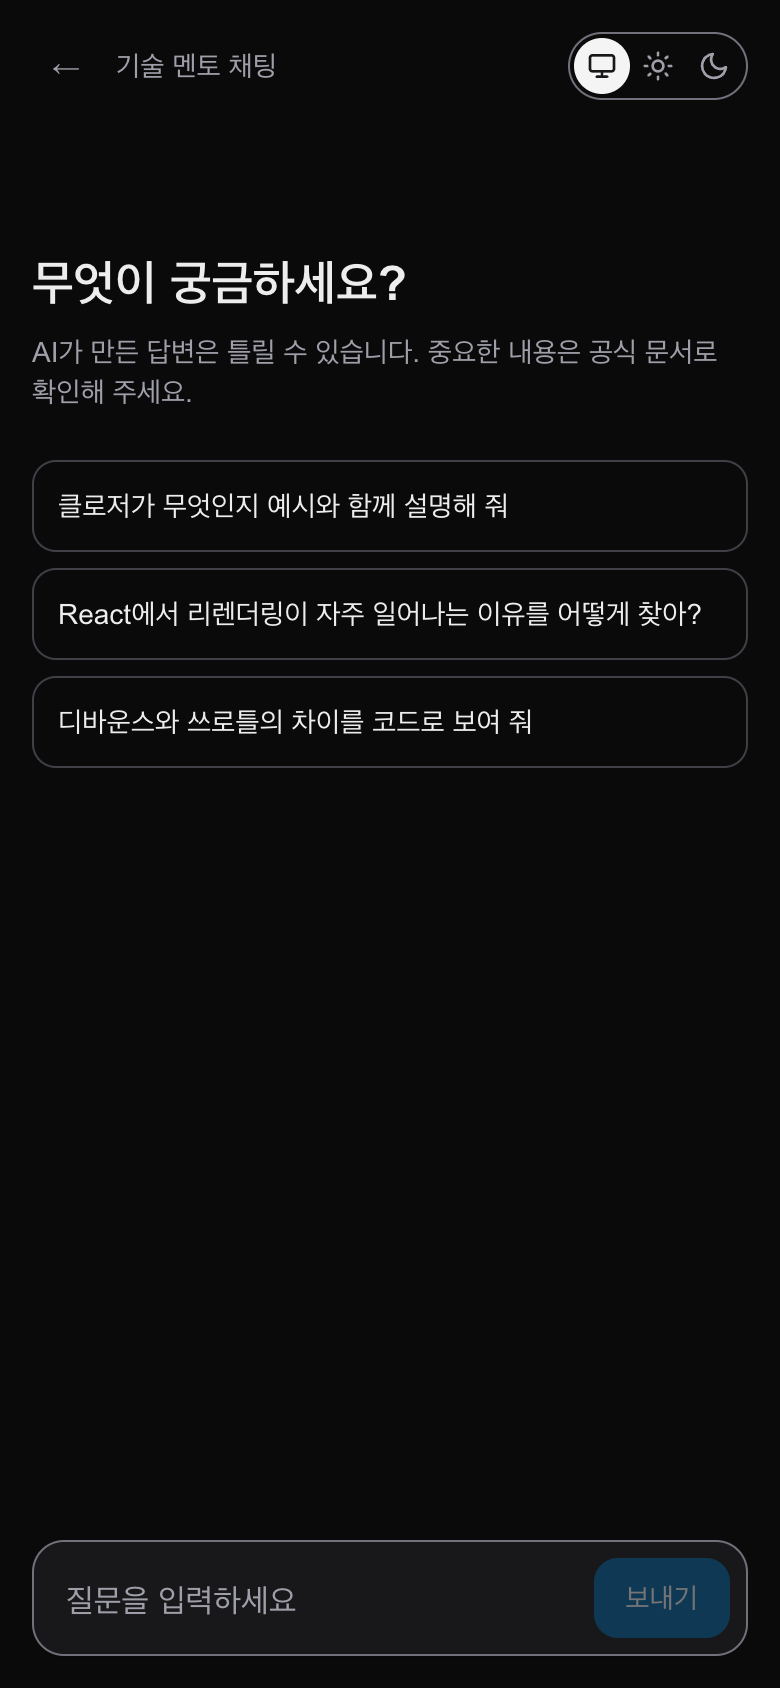 ← 기술 멘토 채팅
무엇이 궁금하세요?
AI가 만든 답변은 틀릴 수 있습니다. 중요한 내용은 공식 문서로
확인해 주세요.
클로저가 무엇인지 예시와 함께 설명해 줘
React에서 리렌더링이 자주 일어나는 이유를 어떻게 찾아?
디바운스와 쓰로틀의 차이를 코드로 보여 줘
질문을 입력하세요
보내기